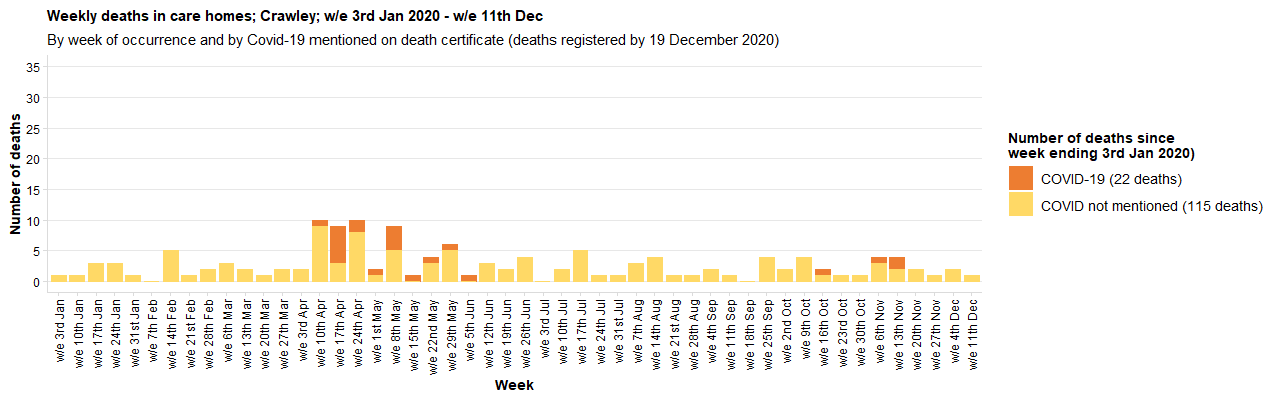 Weekly deaths in care homes; Crawley; w/e 3rd Jan 2020 - w/e 11th Dec
By week of occurrence and by Covid-19 mentioned on death certificate (deaths registered by 19 December 2020)
Number of deaths
35
30
25
20
15
10
5
0
w/e 3rd Jan
w/e 10th Jan
w/e 17th Jan
w/e 24th Jan
w/e 31st Jan
w/e 7th Feb
w/e 14th Feb
w/e 21st Feb
w/e 28th Feb
w/e 6th Mar
w/e 13th Mar
w/e 20th Mar
w/e 27th Mar
w/e 3rd Apr
w/e 10th Apr
w/e 17th Apr
w/e 24th Apr
w/e 1st May
w/e 8th May
w/e 15th May
w/e 22nd May
w/e 29th May
w/e 5th Jun
w/e 12th Jun
w/e 19th Jun
w/e 26th Jun
w/e 3rd Jul
w/e 10th Jul
w/e 17th Jul
w/e 24th Jul
w/e 31st Jul
w/e 7th Aug
w/e 14th Aug
w/e 21st Aug
w/e 28th Aug
w/e 4th Sep
w/e 11th Sep
w/e 18th Sep
w/e 25th Sep
w/e 2nd Oct
w/e 9th Oct
w/e 16th Oct
w/e 23rd Oct
w/e 30th Oct
w/e 6th Nov
w/e 13th Nov
w/e 20th Nov
w/e 27th Nov
w/e 4th Dec
w/e 11th Dec
Week
Number of deaths since
week ending 3rd Jan 2020)
COVID-19 (22 deaths)
COVID not mentioned (115 deaths)